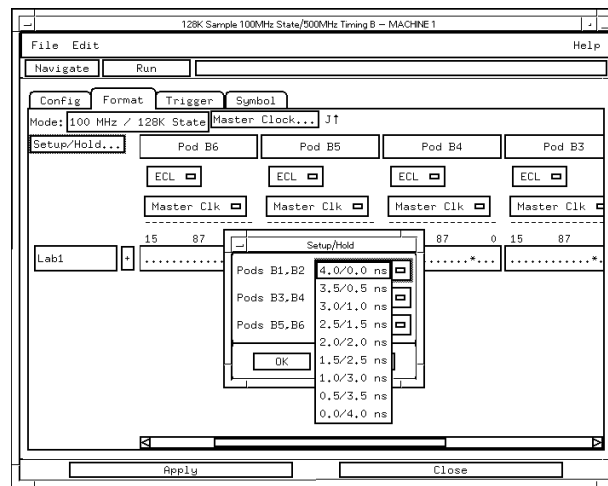 128K Sample 100MHz State/500MHz Timing B — MACHINE 1
File Edit Help
Navigate Run
Config Format Trigger Symbol
Mode: 100 MHz / 128K State Master Clock... J↑
Setup/Hold... Pod B6 Pod B5 Pod B4 Pod B3
ECL ECL ECL ECL
Master Clk Master Clk Master Clk Master C
15 87 87 0 15 87
Setup/Hold
Lab1 + ............ .......*.. ...............*.
Pods B1,B2 4.0/0.0 ns
3.5/0.5 ns
Pods B3,B4 3.0/1.0 ns
2.5/1.5 ns
Pods B5,B6
2.0/2.0 ns
OK 1.5/2.5 ns
1.0/3.0 ns
0.5/3.5 ns
0.0/4.0 ns
Apply Close